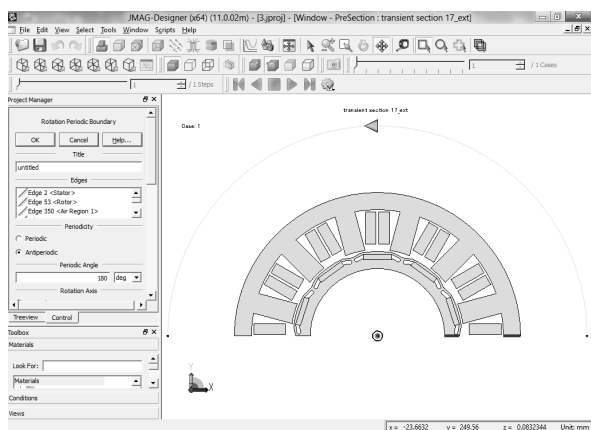 JMAG-Designer (x64) (11.0.02m) - [3.jproj] - [Window - PreSection : transient section 17_ext]
File Edit View Select Tools Window Scripts Help
1 / 1 Cases
1 / 1 Steps
Project Manager
Rotation Periodic Boundary
OK Cancel Help...
Title
untitled
Edges
Edge 2 <Stator>
Edge 53 <Rotor>
Edge 350 <Air Region 1>
Periodicity
Periodic
Antiperiodic
Periodic Angle
180 deg
Rotation Axis
Treeview Control
Toolbox
Materials
Look For:
Materials
Conditions
Views
transient section 17_ext
Case: 1
Y
X
x = -23.6632 y = 249.56 z = 0.0832344 Unit: mm